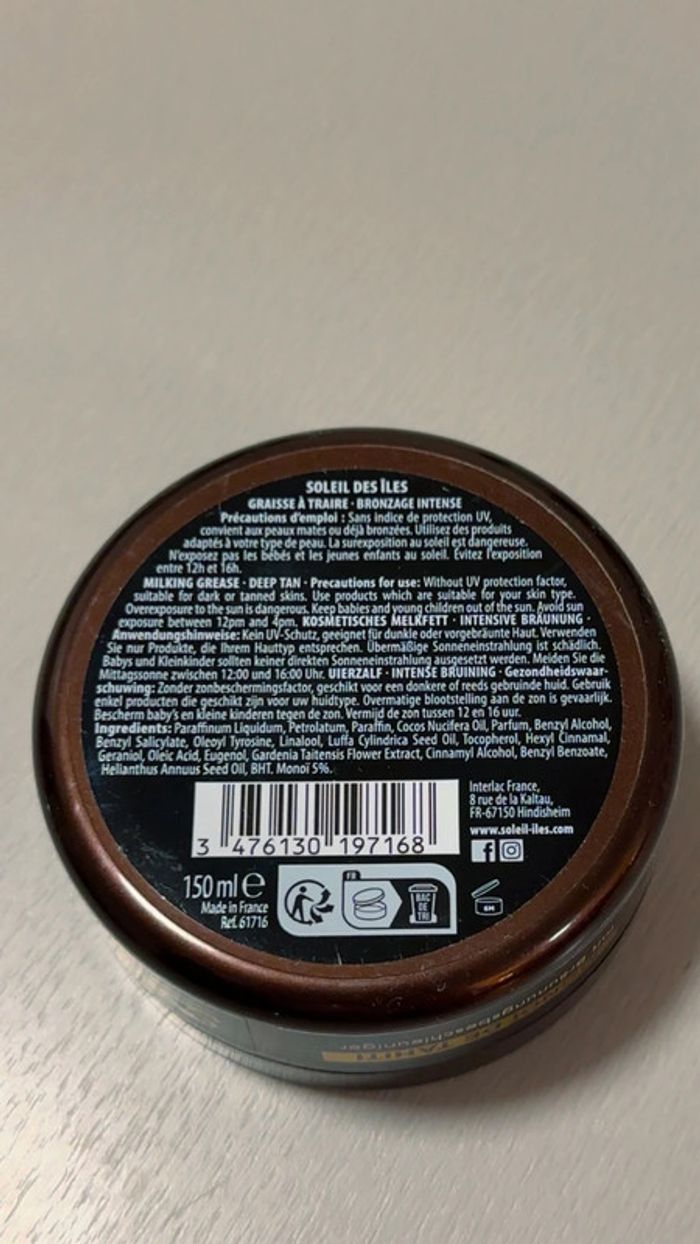 SOLEIL DES ÎLES
GRAISSE À TRAIRE · BRONZAGE INTENSE
Précautions d'emploi : Sans indice de protection UV,
convient aux peaux mates ou déjà bronzées. Utilisez des produits
adaptés à votre type de peau. La surexposition au soleil est dangereuse.
N'exposez pas les bébés et les jeunes enfants au soleil. Evitez l'exposition
entre 12h et 16h.
MILKING GREASE · DEEP TAN · Precautions for use: Without UV protection factor,
suitable for dark or tanned skins. Use products which are suitable for your skin type.
Overexposure to the sun is dangerous. Keep babies and young children out of the sun. Avoid sun
exposure between 12pm and 4pm. KOSMETISCHES MELKFETT · INTENSIVE BRÄUNUNG ·
Anwendungshinweise: Kein UV-Schutz, geeignet für dunkle oder vorgebräunte Haut. Verwenden
Sie nur Produkte, die Ihrem Hauttyp entsprechen. Übermäßige Sonneneinstrahlung ist schädlich.
Babys und Kleinkinder sollten keiner direkten Sonneneinstrahlung ausgesetzt werden. Meiden Sie die
Mittagssonne zwischen 12:00 und 16:00 Uhr. UIERZALF · INTENSE BRUINING · Gezondheidswaar-
schuwing: Zonder zonbeschermingsfactor, geschikt voor een donkere of reeds gebruinde huid. Gebruik
enkel producten die geschikt zijn voor uw huidtype. Overmatige blootstelling aan de zon is gevaarlijk.
Bescherm baby's en kleine kinderen tegen de zon. Vermijd de zon tussen 12 en 16 uur.
Ingredients: Paraffinum Liquidum, Petrolatum, Paraffin, Cocos Nucifera Oil, Parfum, Benzyl Alcohol,
Benzyl Salicylate, Oleoyl Tyrosine, Linalool, Luffa Cylindrica Seed Oil, Tocopherol, Hexyl Cinnamal,
Geraniol, Oleic Acid, Eugenol, Gardenia Taitensis Flower Extract, Cinnamyl Alcohol, Benzyl Benzoate,
Helianthus Annuus Seed Oil, BHT. Monoï 5%.
Interlac France,
8 rue de la Kaltau,
FR-67150 Hindisheim
www.soleil-iles.com
3 476130 197168
150 ml e
Made in France
Ref. 61716
FR
BAC
DE
TRI
6M
Bräunungsbeschleuniger
DE TAHITI